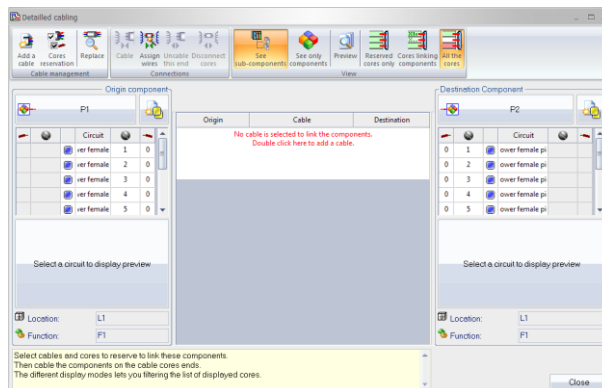 Detailled cabling
Add a cable
Cores reservation
Replace
Cable
Assign wires
Uncable this end
Disconnect cores
See sub-components
See only components
Preview
Reserved cores only
Cores linking components
All the cores
Cable management
Connections
View
Origin component
P1
Circuit
ver female 1 0
ver female 2 0
ver female 3 0
ver female 4 0
ver female 5 0
Select a circuit to display preview
Location: L1
Function: F1
Origin Cable Destination
No cable is selected to link the components.
Double click here to add a cable.
Destination Component
P2
Circuit
0 1 ower female pi
0 2 ower female pi
0 3 ower female pi
0 4 ower female pi
0 5 ower female pi
Select a circuit to display preview
Location: L1
Function: F1
Select cables and cores to reserve to link these components.
Then cable the components on the cable cores ends.
The different display modes lets you filtering the list of displayed cores.
Close